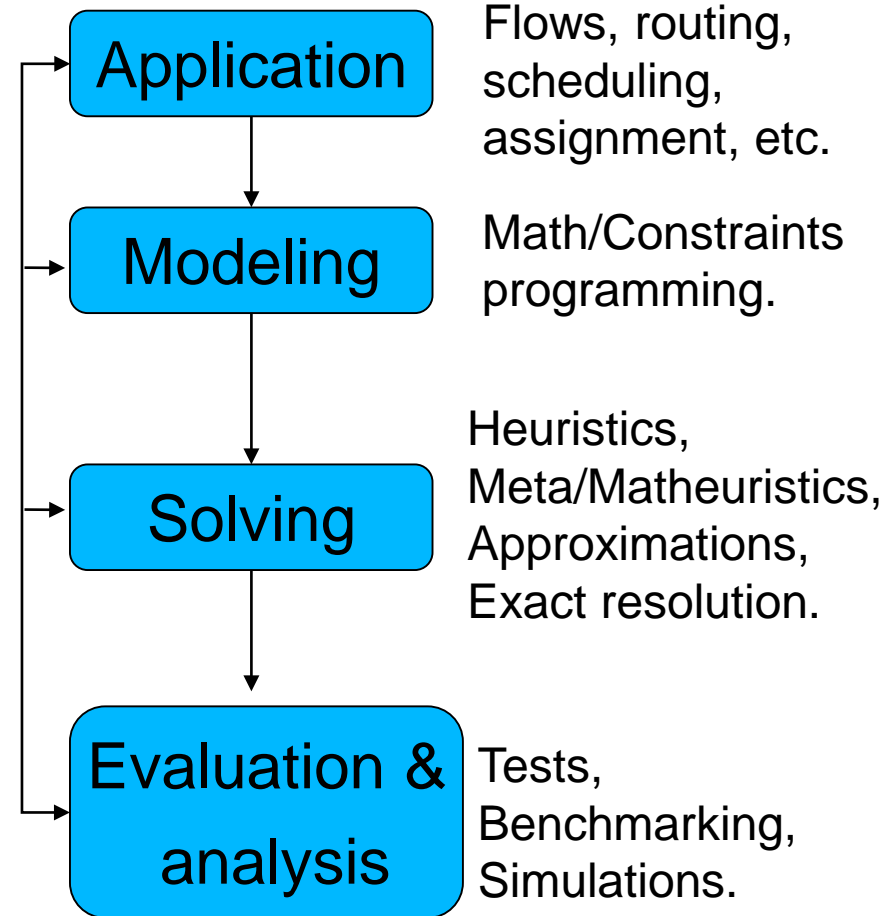 Application
Flows, routing,
scheduling,
assignment, etc.
Modeling
Math/Constraints
programming.
Solving
Heuristics,
Meta/Matheuristics,
Approximations,
Exact resolution.
Evaluation &
analysis
Tests,
Benchmarking,
Simulations.